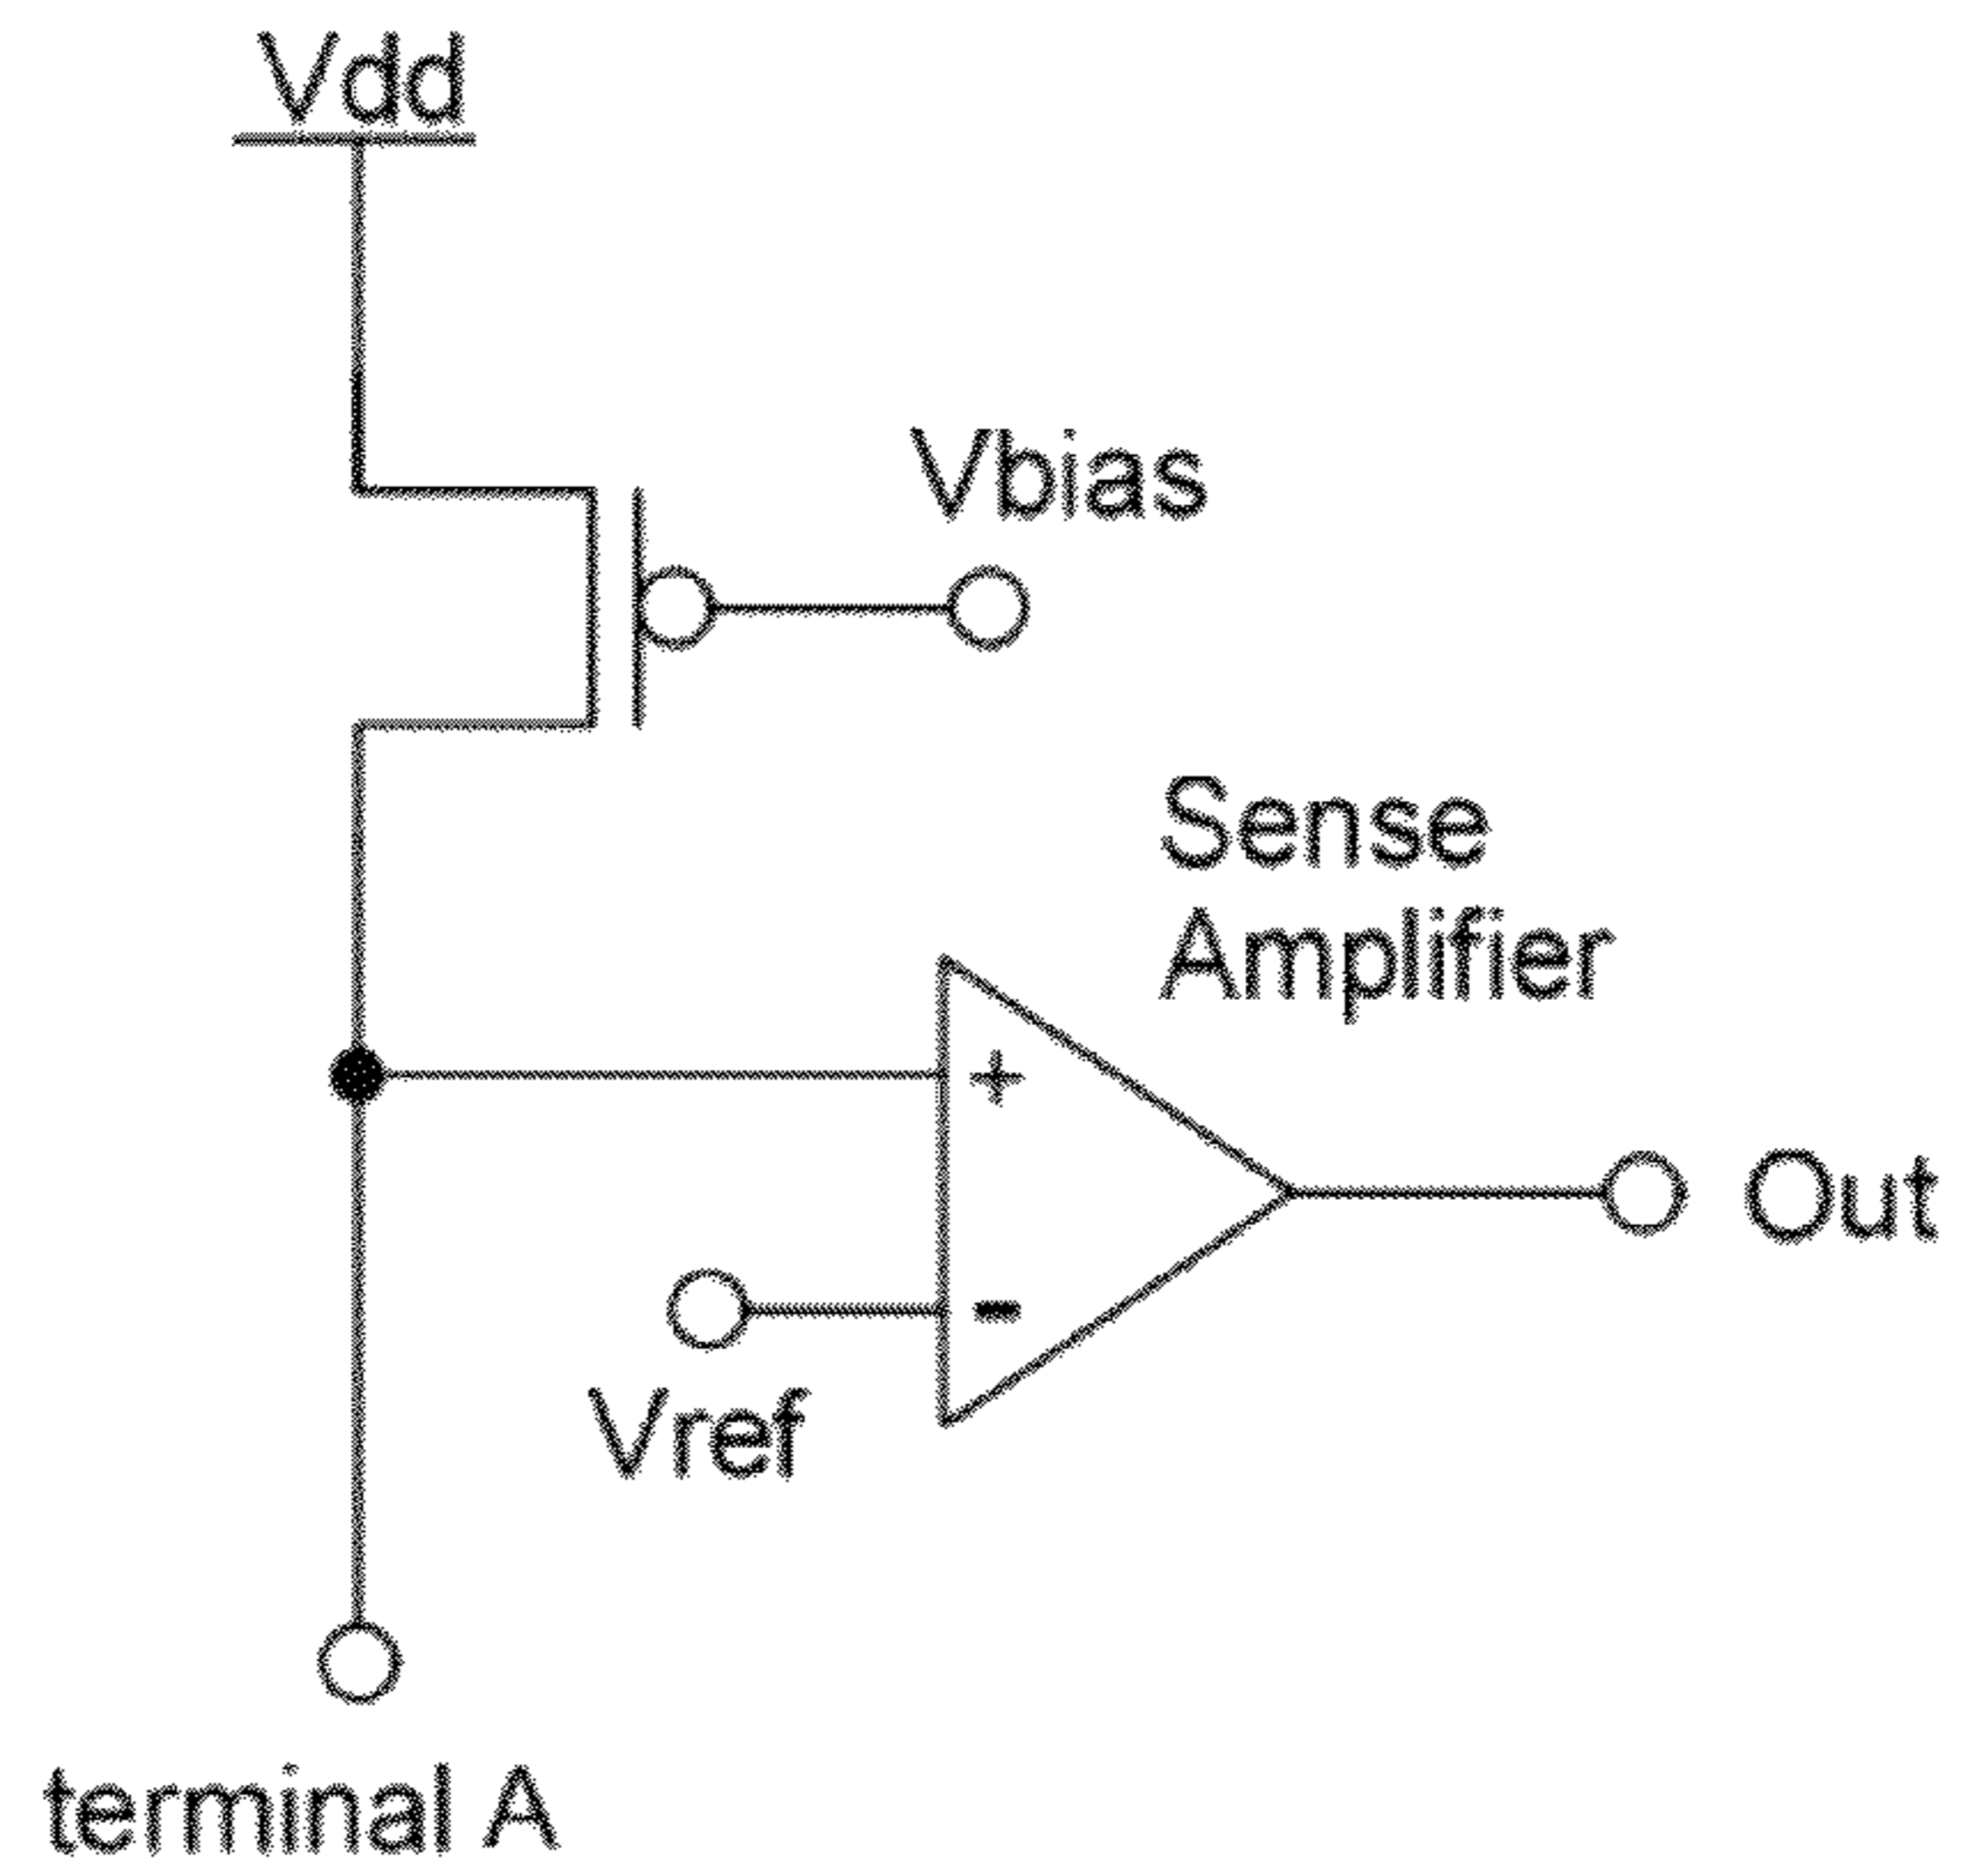 Vdd
Vbias
Sense
Amplifier
+
Out
-
Vref
terminal A